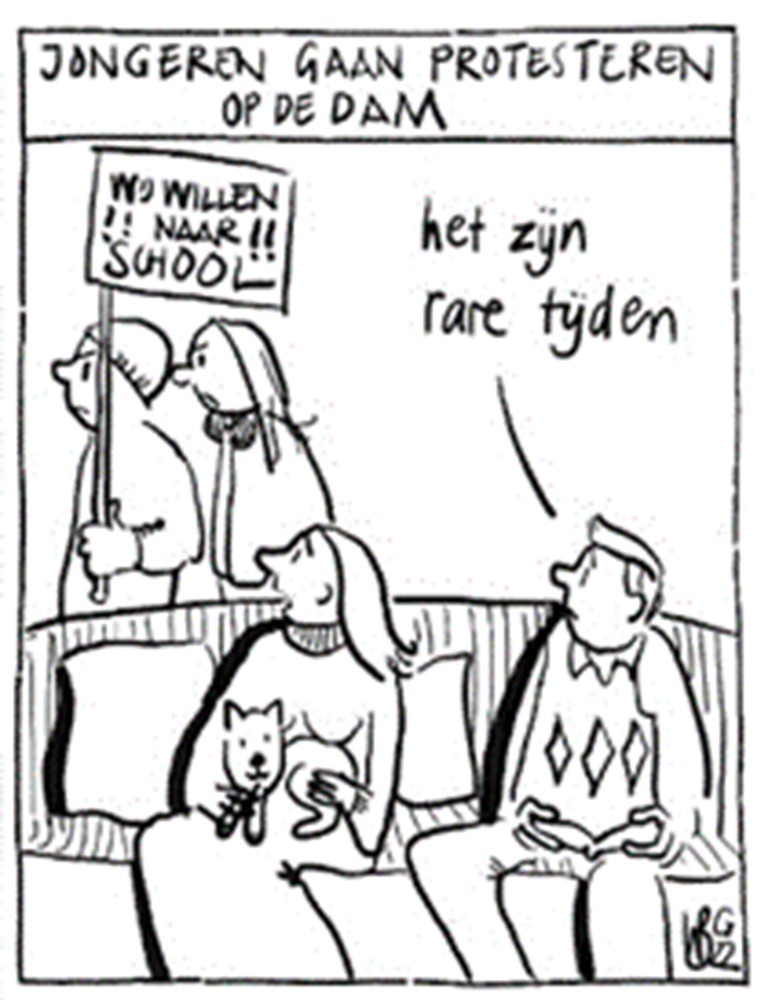 JONGEREN GAAN PROTESTEREN
OP DE DAM
WIJ WILLEN
!! NAAR !!
SCHOOL
het zijn
rare tijden